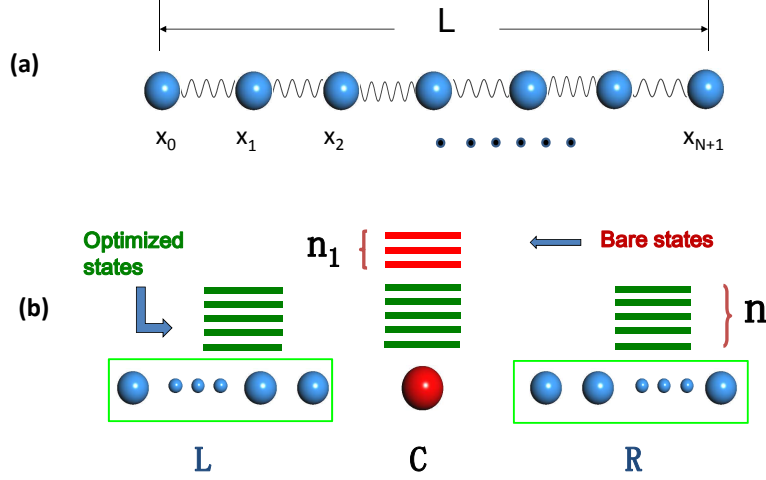 L
(a)
x0 x1 x2 xN+1
Optimized
states
n1
Bare states
(b)
n
L C R